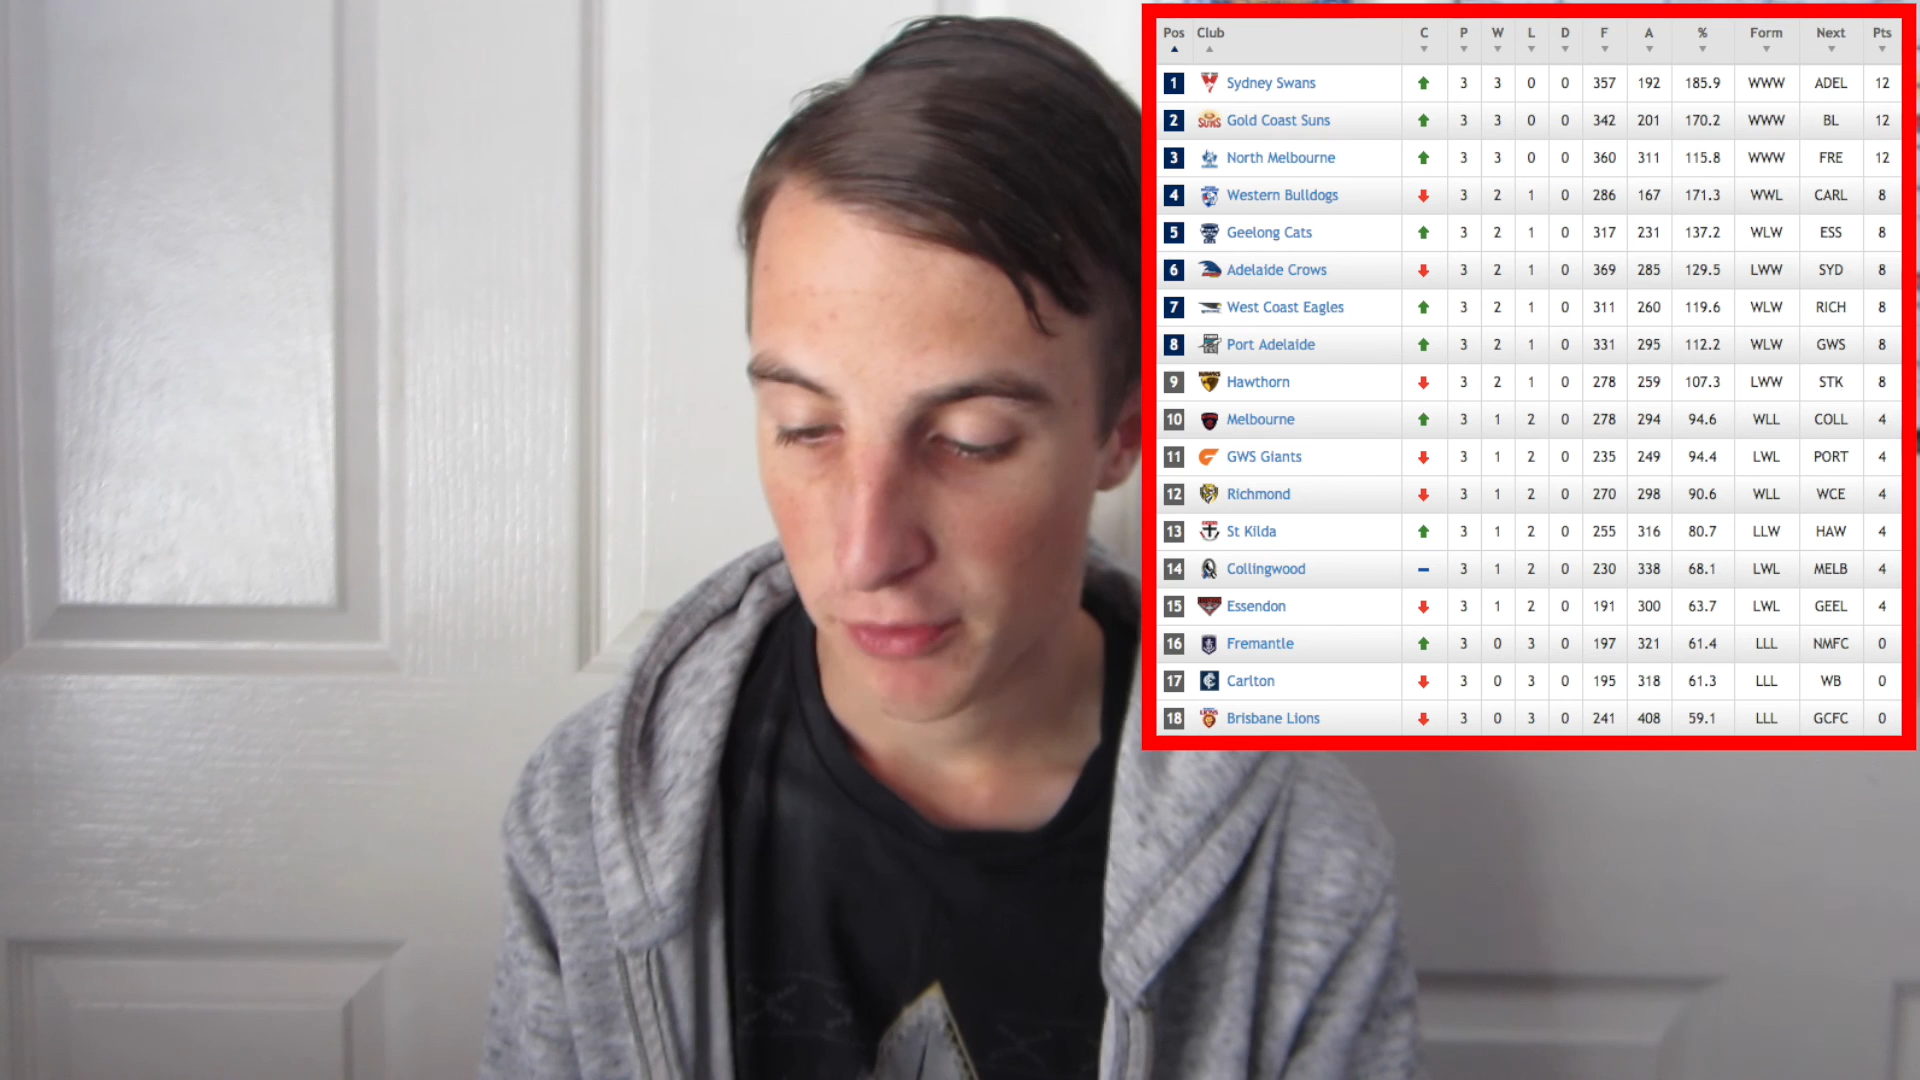 Pos Club C P W L D F A % Form Next Pts
1 Sydney Swans 3 3 0 0 357 192 185.9 WWW ADEL 12
2 Gold Coast Suns 3 3 0 0 342 201 170.2 WWW BL 12
3 North Melbourne 3 3 0 0 360 311 115.8 WWW FRE 12
4 Western Bulldogs 3 2 1 0 286 167 171.3 WWL CARL 8
5 Geelong Cats 3 2 1 0 317 231 137.2 WLW ESS 8
6 Adelaide Crows 3 2 1 0 369 285 129.5 LWW SYD 8
7 West Coast Eagles 3 2 1 0 311 260 119.6 WLW RICH 8
8 Port Adelaide 3 2 1 0 331 295 112.2 WLW GWS 8
9 Hawthorn 3 2 1 0 278 259 107.3 LWW STK 8
10 Melbourne 3 1 2 0 278 294 94.6 WLL COLL 4
11 GWS Giants 3 1 2 0 235 249 94.4 LWL PORT 4
12 Richmond 3 1 2 0 270 298 90.6 WLL WCE 4
13 St Kilda 3 1 2 0 255 316 80.7 LLW HAW 4
14 Collingwood 3 1 2 0 230 338 68.1 LWL MELB 4
15 Essendon 3 1 2 0 191 300 63.7 LWL GEEL 4
16 Fremantle 3 0 3 0 197 321 61.4 LLL NMFC 0
17 Carlton 3 0 3 0 195 318 61.3 LLL WB 0
18 Brisbane Lions 3 0 3 0 241 408 59.1 LLL GCFC 0